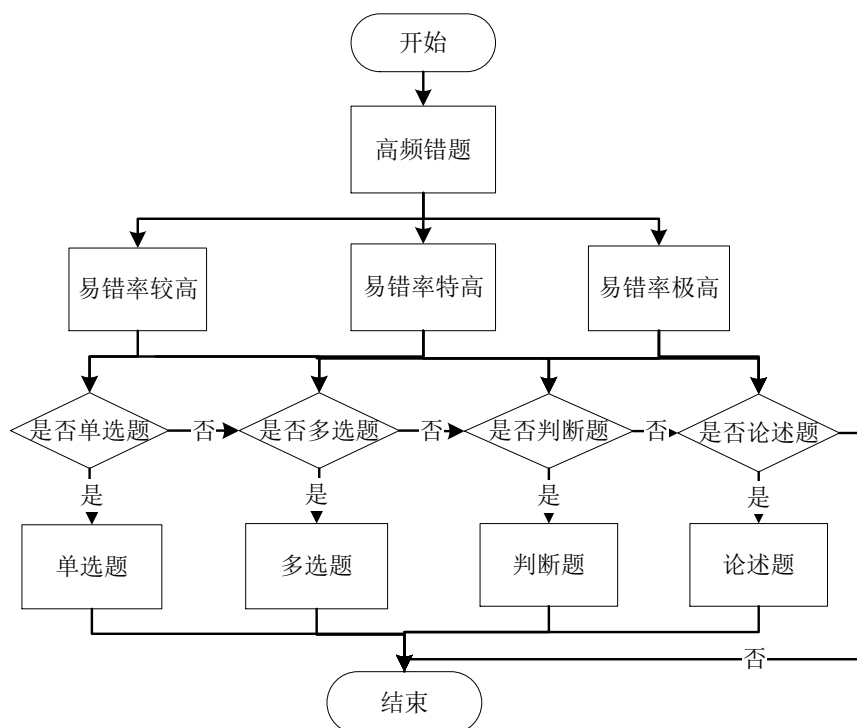 开始
高频错题
易错率较高
易错率特高
易错率极高
是否单选题
否
是否多选题
否
是否判断题
否
是否论述题
是
是
是
是
单选题
多选题
判断题
论述题
否
结束